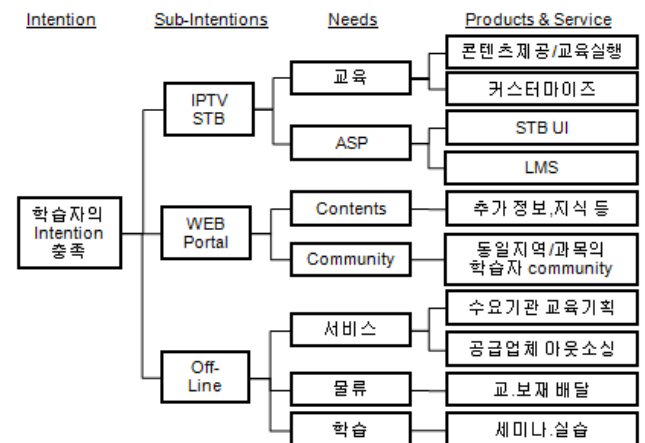 Intention Sub-Intentions Needs Products & Service
콘텐츠제공/교육실행
교육
커스터마이즈
IPTV
STB
STB UI
ASP
LMS
학습자의
Intention
충족
WEB
Portal
Contents
추가 정보,지식 등
Community
동일지역/과목의
학습자 community
수요기관 교육기획
서비스
공급업체 아웃소싱
Off-
Line
물류
교.보재 배달
학습
세미나.실습